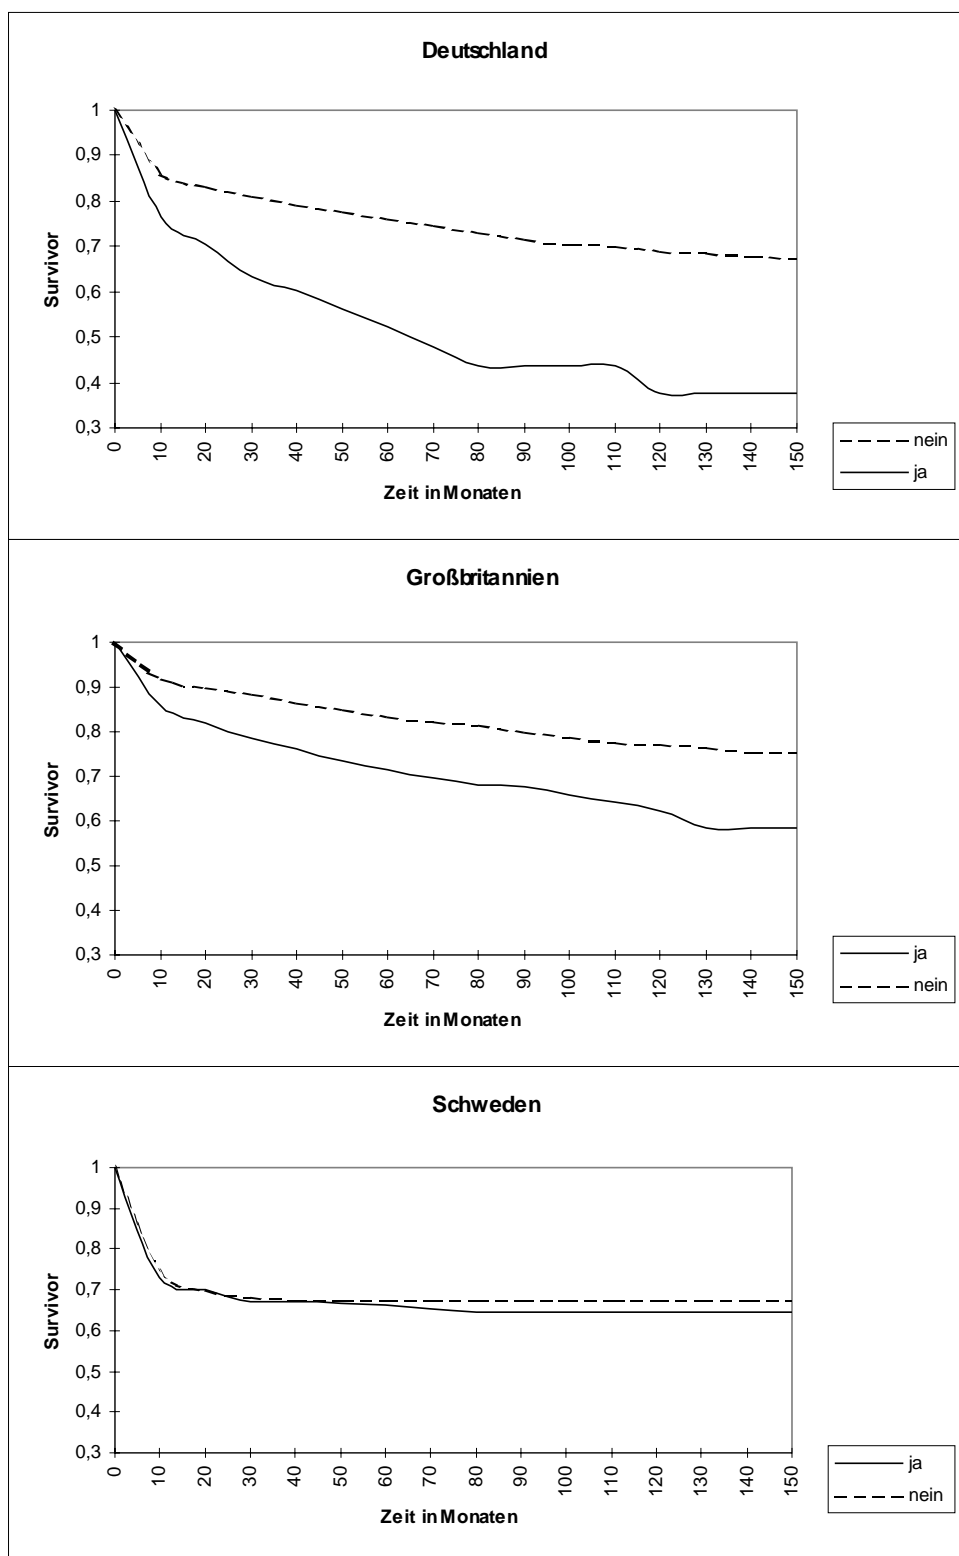 Deutschland
1
0,9
0,8
0,7
0,6
0,5
0,4
0,3
Survivor
0 10 20 30 40 50 60 70 80 90 100 110 120 130 140 150
Zeit in Monaten
nein
ja
Großbritannien
1
0,9
0,8
0,7
0,6
0,5
0,4
0,3
Survivor
0 10 20 30 40 50 60 70 80 90 100 110 120 130 140 150
Zeit in Monaten
ja
nein
Schweden
1
0,9
0,8
0,7
0,6
0,5
0,4
0,3
Survivor
0 10 20 30 40 50 60 70 80 90 100 110 120 130 140 150
Zeit in Monaten
ja
nein